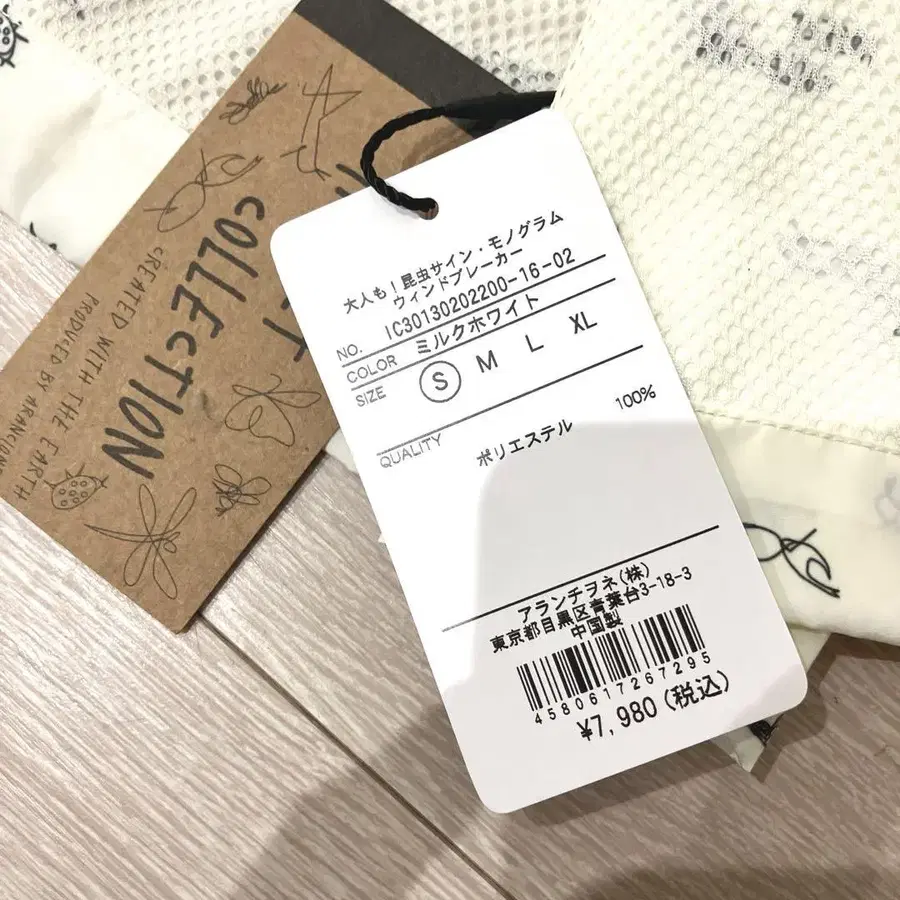 COLLECTION
CREATED WITH THE EARTH
PRODUCED BY ARANCIONE
大人も！昆虫サイン・モノグラム
ウィンドブレーカー
NO. IC30130202200-16-02
COLOR ミルクホワイト
SIZE S M L XL
QUALITY
ポリエステル 100%
アランチヲネ(株)
東京都目黒区青葉台3-18-3
中国製
4580617267295
¥7,980(税込)